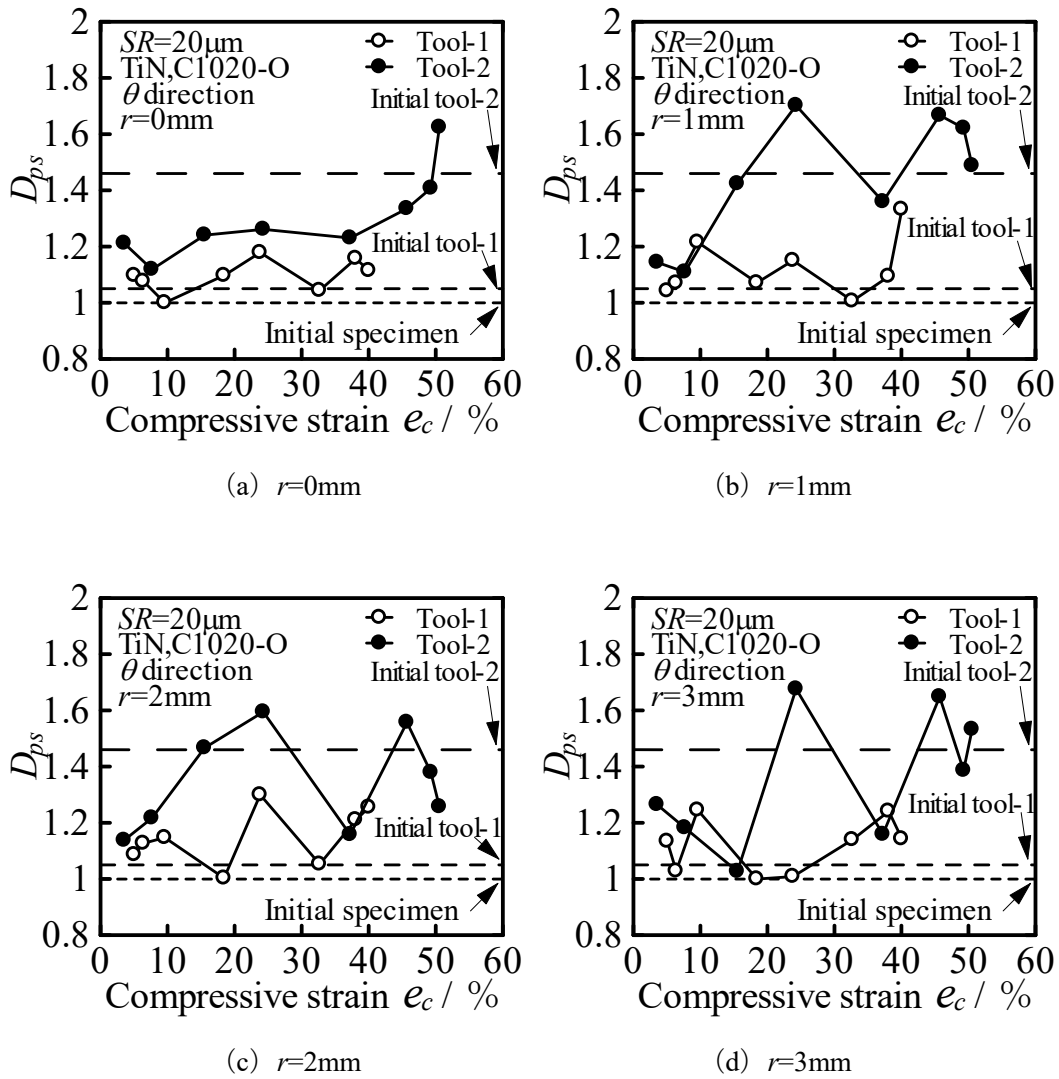 2
1.8
1.6
1.4
1.2
1
0.8
D_ps
SR=20μm
TiN,C1020-O
θ direction
r=0mm
Tool-1
Tool-2
Initial tool-2
Initial tool-1
Initial specimen
0 10 20 30 40 50 60
Compressive strain e_c / %
(a) r=0mm
2
1.8
1.6
1.4
1.2
1
0.8
D_ps
SR=20μm
TiN,C1020-O
θ direction
r=1mm
Tool-1
Tool-2
Initial tool-2
Initial tool-1
Initial specimen
0 10 20 30 40 50 60
Compressive strain e_c / %
(b) r=1mm
2
1.8
1.6
1.4
1.2
1
0.8
D_ps
SR=20μm
TiN,C1020-O
θ direction
r=2mm
Tool-1
Tool-2
Initial tool-2
Initial tool-1
Initial specimen
0 10 20 30 40 50 60
Compressive strain e_c / %
(c) r=2mm
2
1.8
1.6
1.4
1.2
1
0.8
D_ps
SR=20μm
TiN,C1020-O
θ direction
r=3mm
Tool-1
Tool-2
Initial tool-2
Initial tool-1
Initial specimen
0 10 20 30 40 50 60
Compressive strain e_c / %
(d) r=3mm